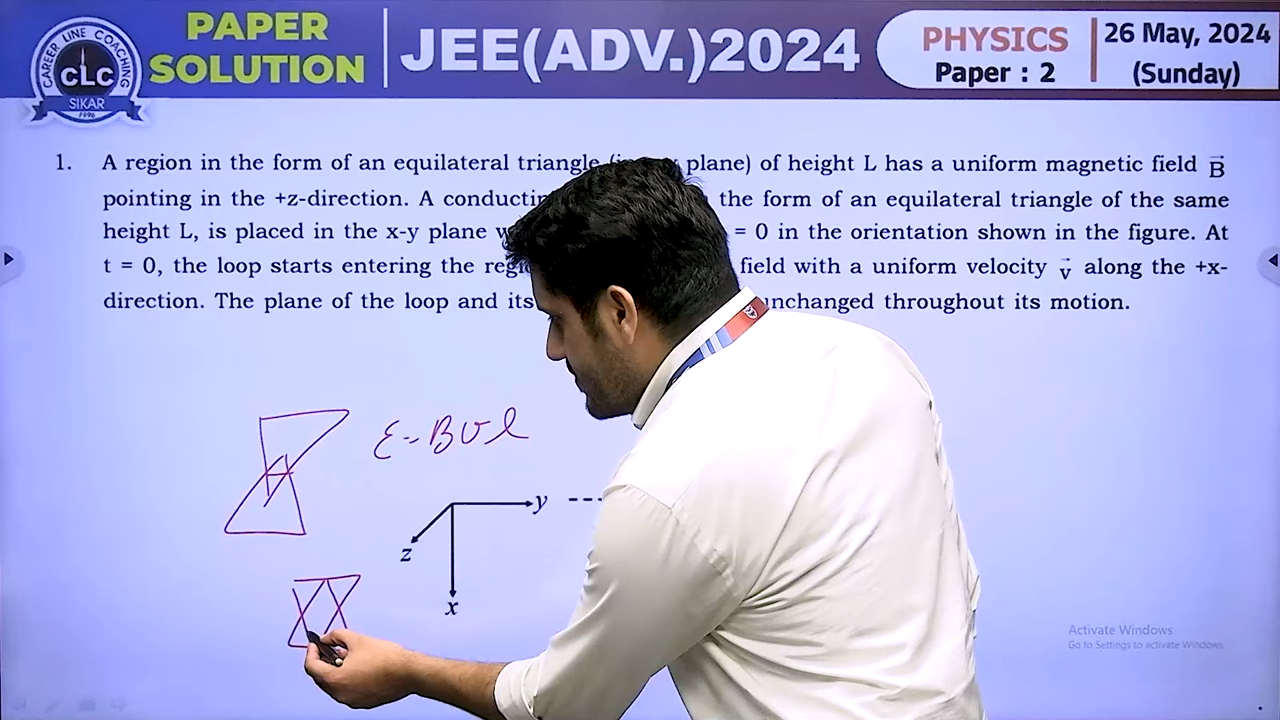 CAREER LINE COACHING
CLC
SIKAR
1996
PAPER
SOLUTION
JEE(ADV.)2024
PHYSICS
Paper : 2
26 May, 2024
(Sunday)
1. A region in the form of an equilateral triangle plane) of height L has a uniform magnetic field B⃗
pointing in the +z-direction. A the form of an equilateral triangle of the same
height L, is placed in the x-y plane = 0 in the orientation shown in the figure. At
t = 0, the loop starts entering the field with a uniform velocity v⃗ along the +x-
direction. The plane of the loop and its unchanged throughout its motion.
ε=Bvl
y
z
x
Activate Windows
Go to Settings to activate Windows.